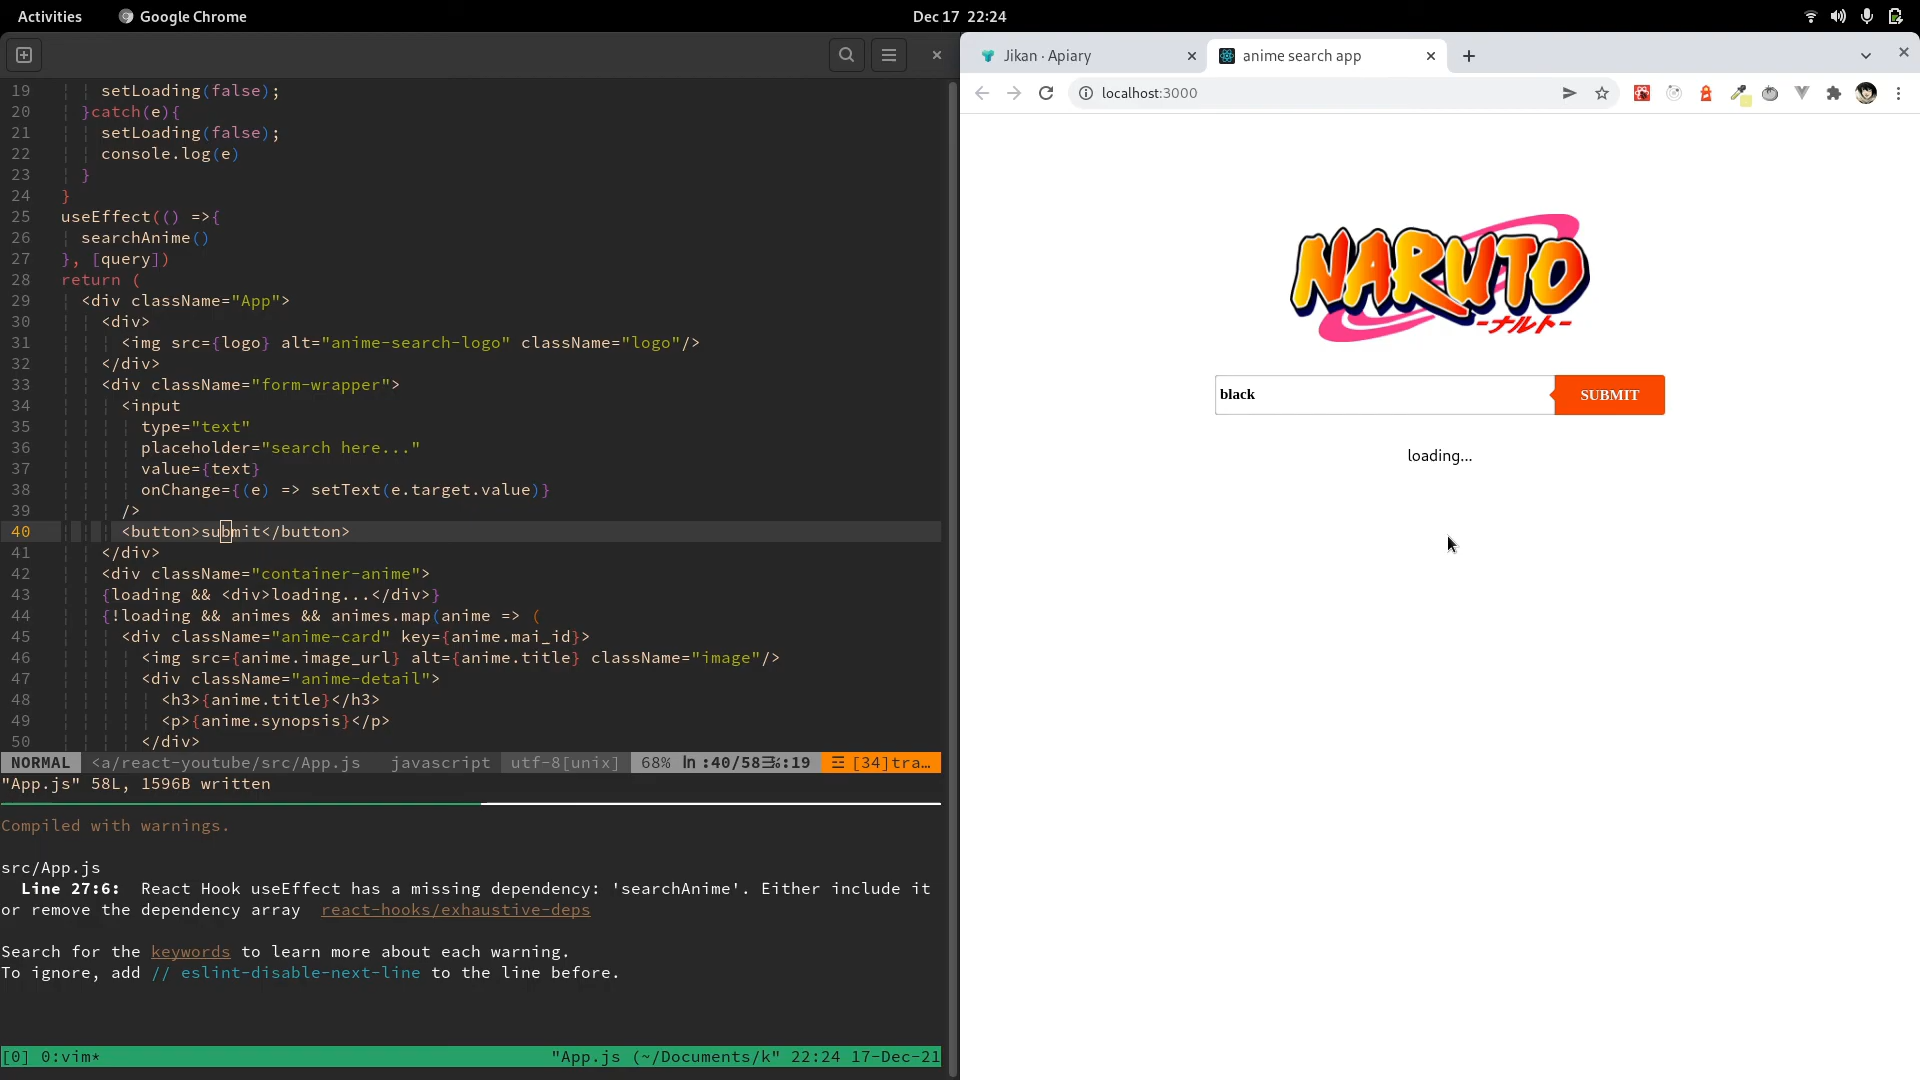 Activities
Google Chrome
Dec 17 22:24
19 setLoading(false);
20 }catch(e){
21 setLoading(false);
22 console.log(e)
23 }
24 }
25 useEffect(() =>{
26 searchAnime()
27 }, [query])
28 return (
29 <div className="App">
30 <div>
31 <img src={logo} alt="anime-search-logo" className="logo"/>
32 </div>
33 <div className="form-wrapper">
34 <input
35 type="text"
36 placeholder="search here..."
37 value={text}
38 onChange={(e) => setText(e.target.value)}
39 />
40 <button>submit</button>
41 </div>
42 <div className="container-anime">
43 {loading && <div>loading...</div>}
44 {!loading && animes && animes.map(anime => (
45 <div className="anime-card" key={anime.mai_id}>
46 <img src={anime.image_url} alt={anime.title} className="image"/>
47 <div className="anime-detail">
48 <h3>{anime.title}</h3>
49 <p>{anime.synopsis}</p>
50 </div>
NORMAL <a/react-youtube/src/App.js javascript utf-8[unix] 68% ln :40/58 :19 [34]tra…
"App.js" 58L, 1596B written
Compiled with warnings.
src/App.js
Line 27:6: React Hook useEffect has a missing dependency: 'searchAnime'. Either include it
or remove the dependency array react-hooks/exhaustive-deps
Search for the keywords to learn more about each warning.
To ignore, add // eslint-disable-next-line to the line before.
[0] 0:vim* "App.js (~/Documents/k" 22:24 17-Dec-21
Jikan · Apiary
anime search app
localhost:3000
NARUTO
-ナルト-
black
SUBMIT
loading...